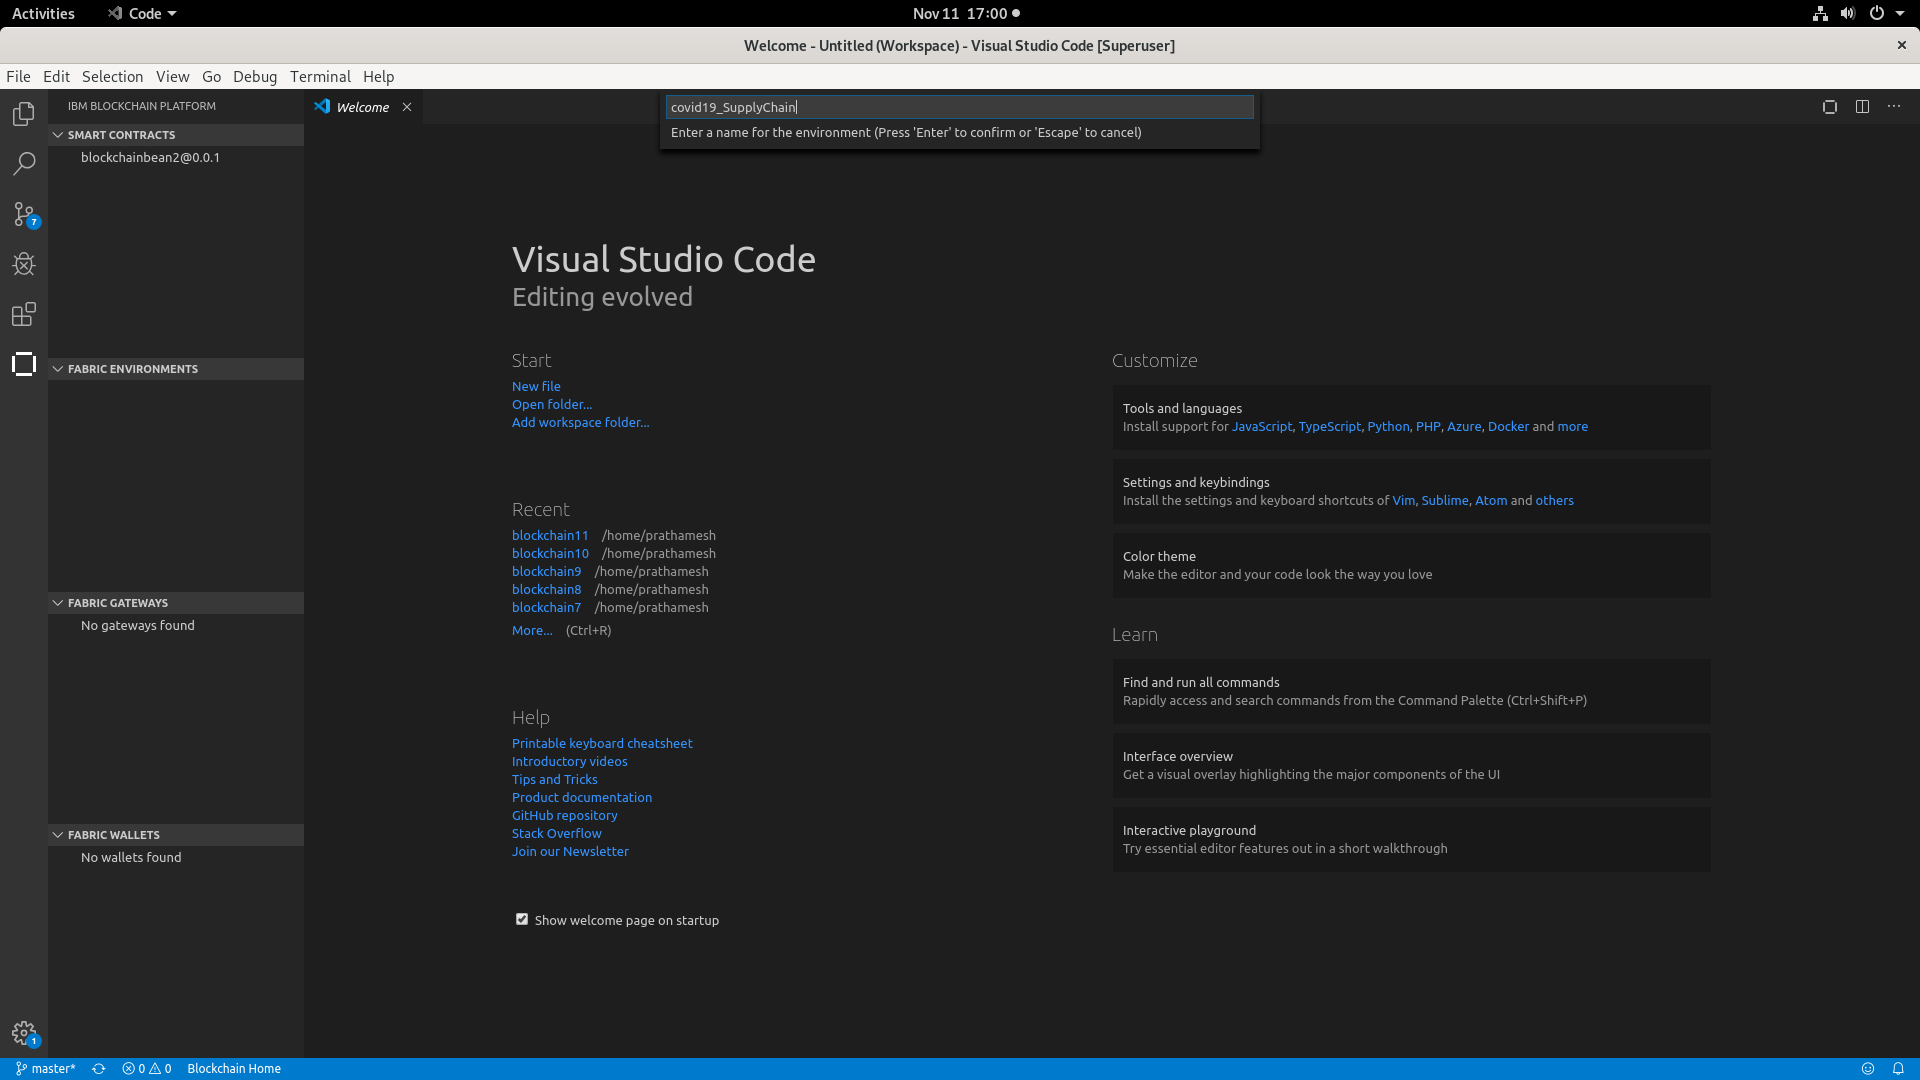 Activities
Code
Nov 11 17:00
Welcome - Untitled (Workspace) - Visual Studio Code [Superuser]
File Edit Selection View Go Debug Terminal Help
IBM BLOCKCHAIN PLATFORM
SMART CONTRACTS
blockchainbean2@0.0.1
7
FABRIC ENVIRONMENTS
FABRIC GATEWAYS
No gateways found
FABRIC WALLETS
No wallets found
1
Welcome
covid19_SupplyChain
Enter a name for the environment (Press 'Enter' to confirm or 'Escape' to cancel)
Visual Studio Code
Editing evolved
Start
New file
Open folder...
Add workspace folder...
Recent
blockchain11 /home/prathamesh
blockchain10 /home/prathamesh
blockchain9 /home/prathamesh
blockchain8 /home/prathamesh
blockchain7 /home/prathamesh
More... (Ctrl+R)
Help
Printable keyboard cheatsheet
Introductory videos
Tips and Tricks
Product documentation
GitHub repository
Stack Overflow
Join our Newsletter
Show welcome page on startup
Customize
Tools and languages
Install support for JavaScript, TypeScript, Python, PHP, Azure, Docker and more
Settings and keybindings
Install the settings and keyboard shortcuts of Vim, Sublime, Atom and others
Color theme
Make the editor and your code look the way you love
Learn
Find and run all commands
Rapidly access and search commands from the Command Palette (Ctrl+Shift+P)
Interface overview
Get a visual overlay highlighting the major components of the UI
Interactive playground
Try essential editor features out in a short walkthrough
master* 0 0 Blockchain Home